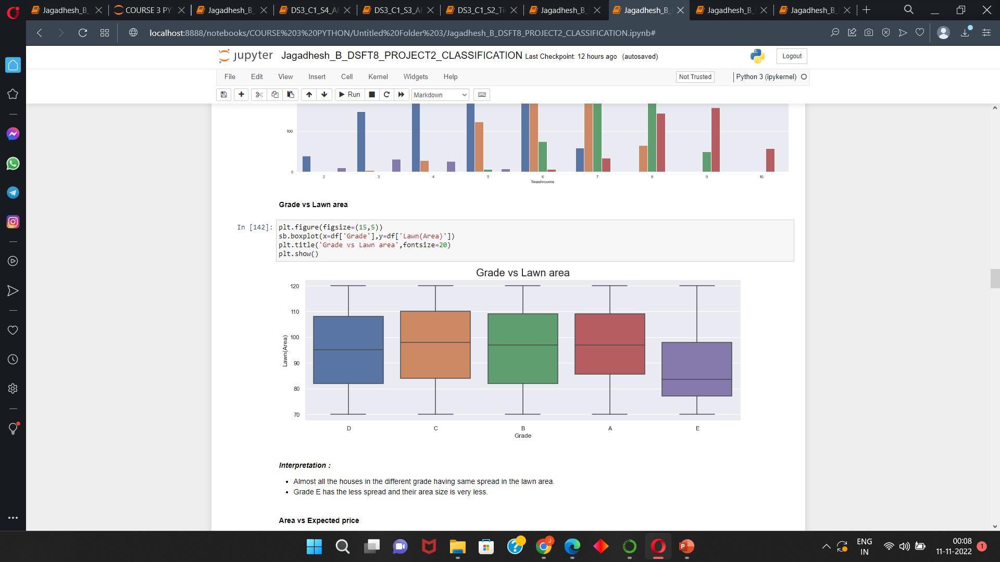 Jagadhesh_B_
COURSE 3 PY
Jagadhesh_B_
DS3_C1_S4_A
DS3_C1_S3_A
DS3_C1_S2_Ti
Jagadhesh_B_
Jagadhesh_B_
Jagadhesh_B_
Jagadhesh_B_
localhost:8888/notebooks/COURSE%203%20PYTHON/Untitled%20Folder%203/Jagadhesh_B_DSFT8_PROJECT2_CLASSIFICATION.ipynb#
jupyter Jagadhesh_B_DSFT8_PROJECT2_CLASSIFICATION Last Checkpoint: 12 hours ago (autosaved)
Logout
File Edit View Insert Cell Kernel Widgets Help
Not Trusted
Python 3 (ipykernel)
Run
Markdown
100
0
2 3 4 5 6 7 8 9 10
Twashrooms
Grade vs Lawn area
In [142]:
plt.figure(figsize=(15,5))
sb.boxplot(x=df['Grade'],y=df['Lawn(Area)'])
plt.title('Grade vs Lawn area',fontsize=20)
plt.show()
Grade vs Lawn area
120
110
100
90
80
70
Lawn(Area)
D C B A E
Grade
Interpretation :
• Almost all the houses in the different grade having same spread in the lawn area.
• Grade E has the less spread and their area size is very less.
Area vs Expected price
J
P
ENG
IN
00:08
11-11-2022
1